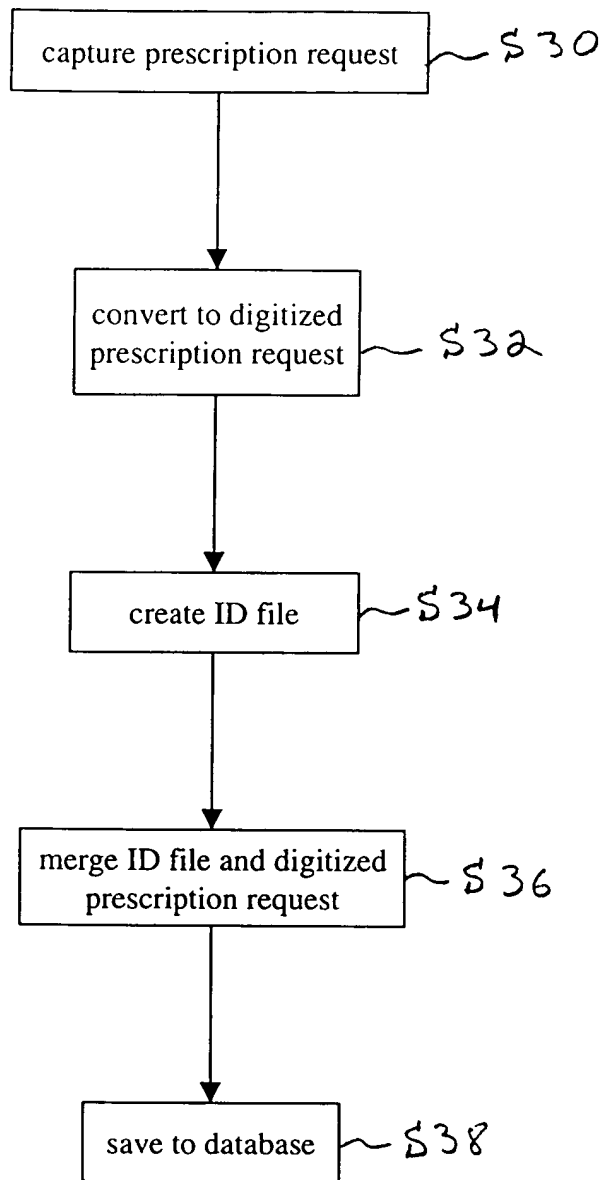 capture prescription request S30
convert to digitized
prescription request S32
create ID file S34
merge ID file and digitized
prescription request S36
save to database S38